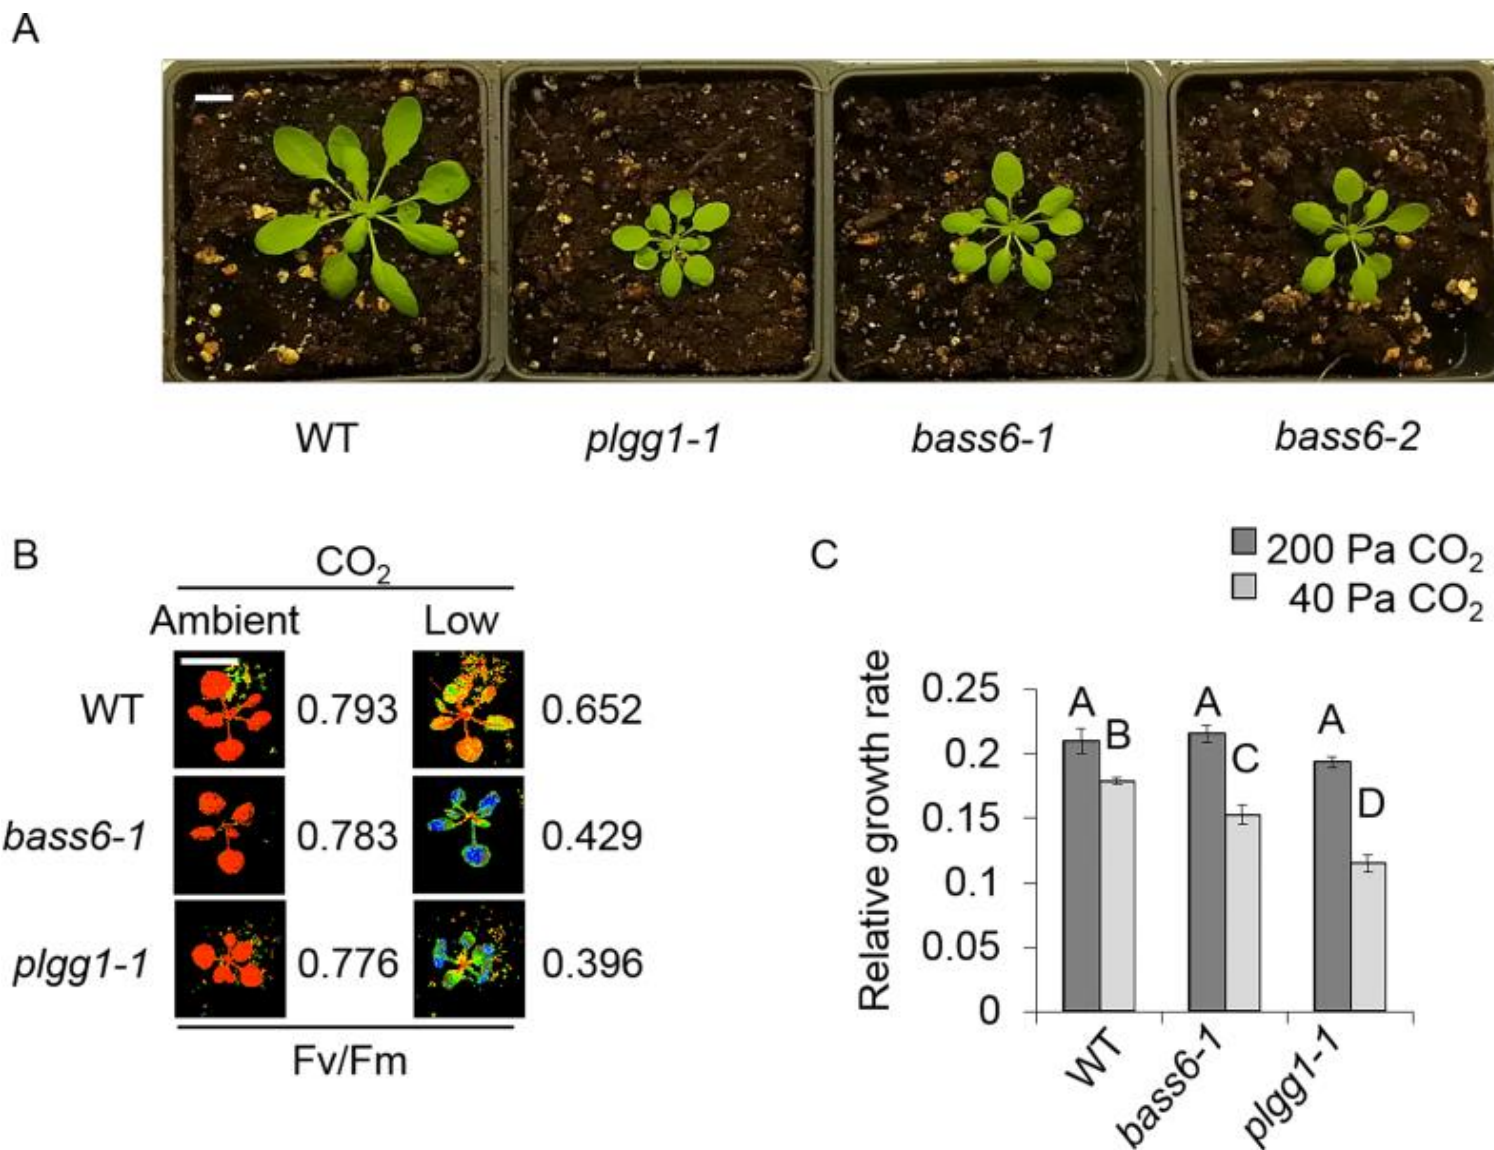 A
WT plgg1-1 bass6-1 bass6-2
B
CO₂
Ambient Low
WT 0.793 0.652
bass6-1 0.783 0.429
plgg1-1 0.776 0.396
Fv/Fm
C
200 Pa CO₂
40 Pa CO₂
Relative growth rate
0.25
0.2
0.15
0.1
0.05
0
A B A C A D
WT bass6-1 plgg1-1